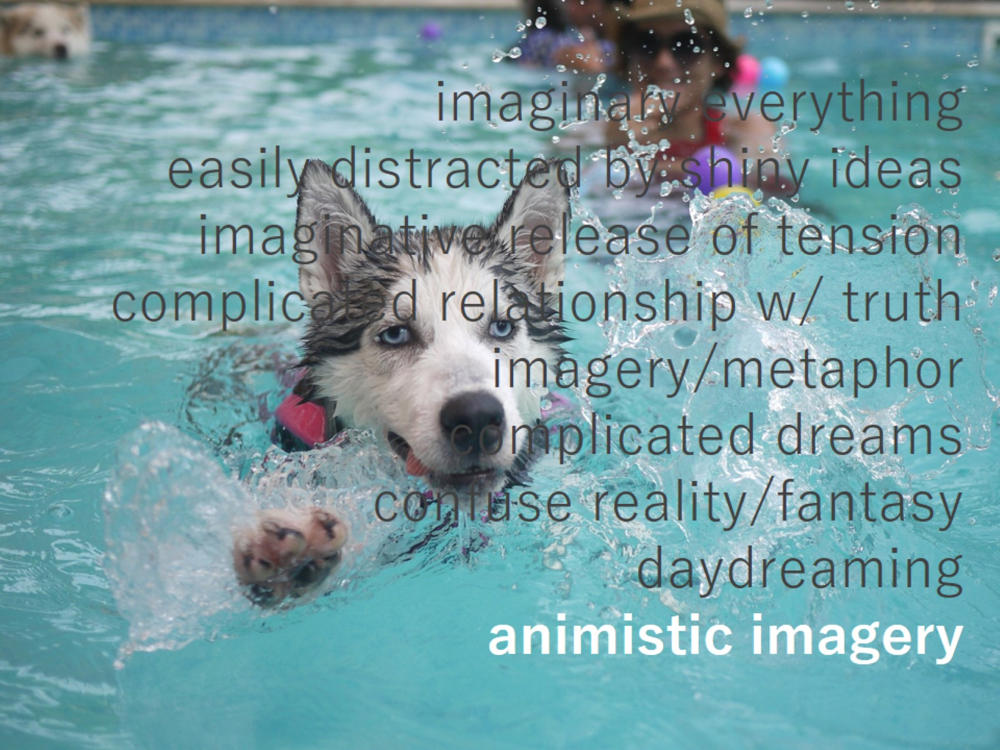 imaginary everything
easily distracted by shiny ideas
imaginative release of tension
complicated relationship w/ truth
imagery/metaphor
complicated dreams
confuse reality/fantasy
daydreaming
animistic imagery